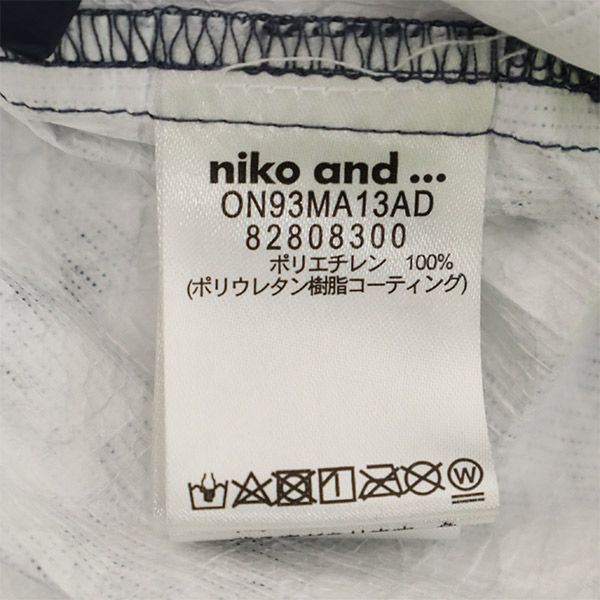 niko and ...
ON93MA13AD
82808300
ポリエチレン 100%
(ポリウレタン樹脂コーティング)
W